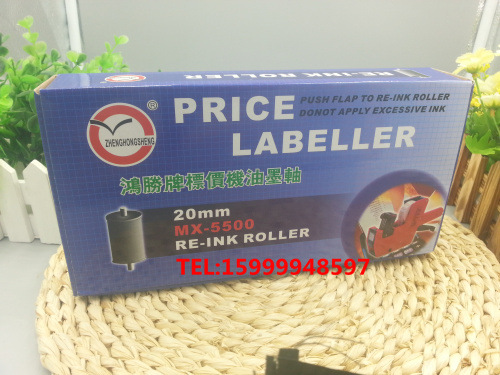 RE-INK ROLLER
ZHENGHONGSHENG
®
PRICE
LABELLER
PUSH FLAP TO RE-INK ROLLER
DONOT APPLY EXCESSIVE INK
鴻勝牌標價機油墨軸
20mm
MX-5500
RE-INK ROLLER
TEL:15999948597